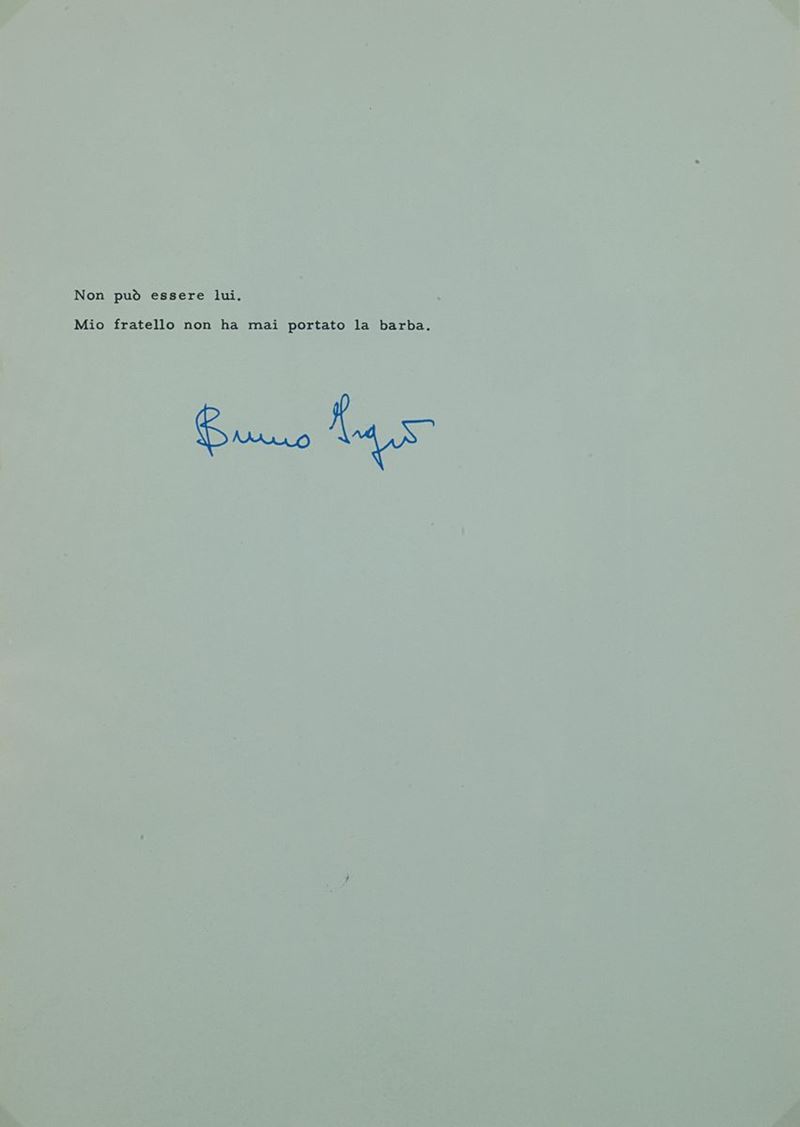 Non può essere lui.
Mio fratello non ha mai portato la barba.
Bruno